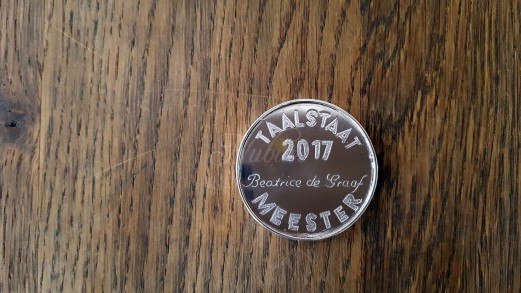 TAALSTAAT
2017
Beatrice de Graaf
MEESTER